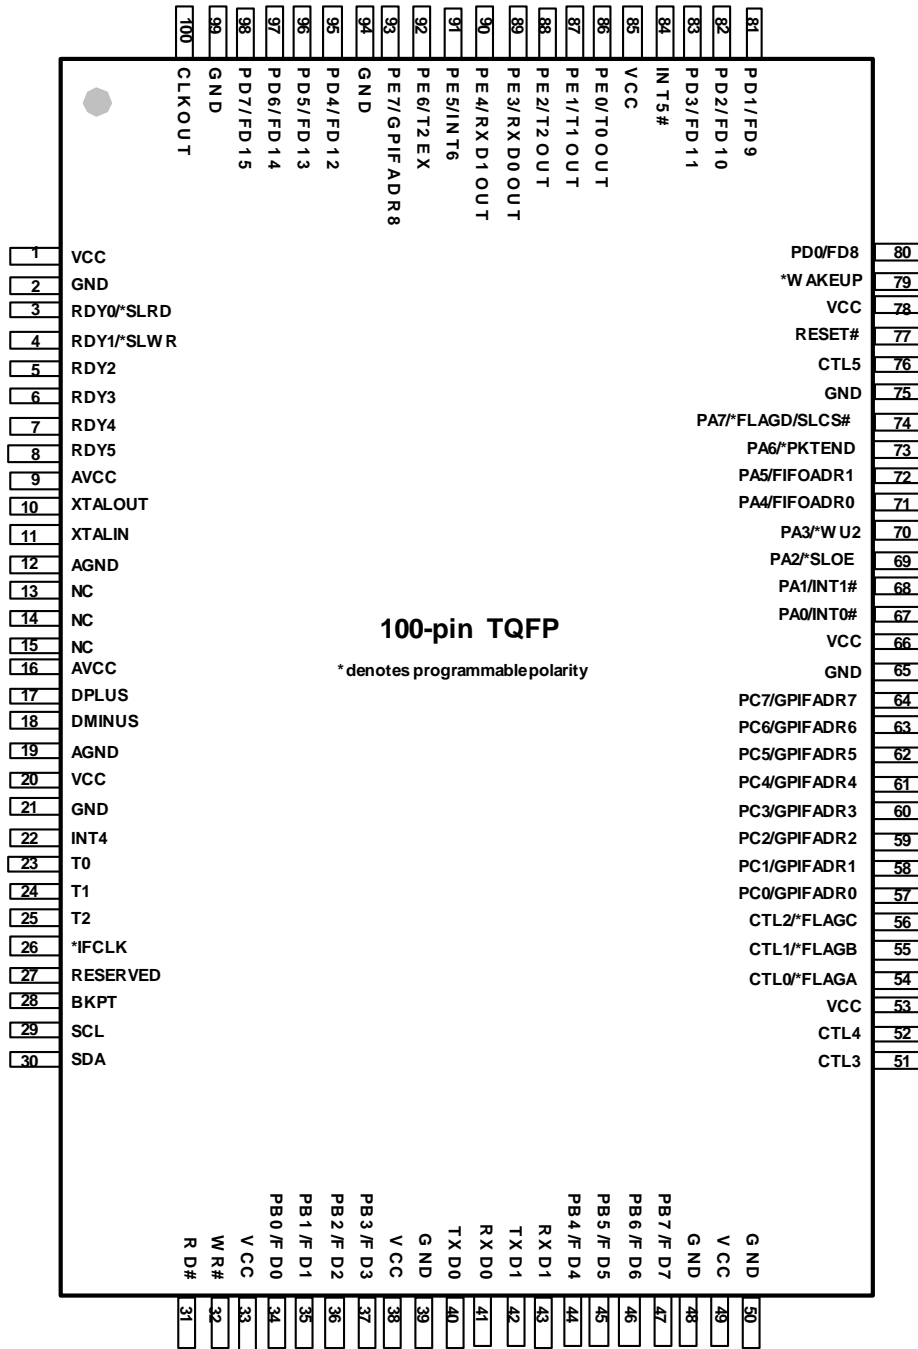 100 99 98 97 96 95 94 93 92 91 90 89 88 87 86 85 84 83 82 81
CLKOUT
GND
PD7/FD15
PD6/FD14
PD5/FD13
PD4/FD12
GND
PE7/GPIFADR8
PE6/T2EX
PE5/INT6
PE4/RXD1OUT
PE3/RXD0OUT
PE2/T2OUT
PE1/T1OUT
PE0/T0OUT
VCC
INT5#
PD3/FD11
PD2/FD10
PD1/FD9
1 VCC
2 GND
3 RDY0/*SLRD
4 RDY1/*SLWR
5 RDY2
6 RDY3
7 RDY4
8 RDY5
9 AVCC
10 XTALOUT
11 XTALIN
12 AGND
13 NC
14 NC
15 NC
16 AVCC
17 DPLUS
18 DMINUS
19 AGND
20 VCC
21 GND
22 INT4
23 T0
24 T1
25 T2
26 *IFCLK
27 RESERVED
28 BKPT
29 SCL
30 SDA
100-pin TQFP
* denotes programmable polarity
PD0/FD8 80
*WAKEUP 79
VCC 78
RESET# 77
CTL5 76
GND 75
PA7/*FLAGD/SLCS# 74
PA6/*PKTEND 73
PA5/FIFOADR1 72
PA4/FIFOADR0 71
PA3/*WU2 70
PA2/*SLOE 69
PA1/INT1# 68
PA0/INT0# 67
VCC 66
GND 65
PC7/GPIFADR7 64
PC6/GPIFADR6 63
PC5/GPIFADR5 62
PC4/GPIFADR4 61
PC3/GPIFADR3 60
PC2/GPIFADR2 59
PC1/GPIFADR1 58
PC0/GPIFADR0 57
CTL2/*FLAGC 56
CTL1/*FLAGB 55
CTL0/*FLAGA 54
VCC 53
CTL4 52
CTL3 51
RD#
WR#
VCC
PB0/FD0
PB1/FD1
PB2/FD2
PB3/FD3
VCC
GND
TXD0
RXD0
TXD1
RXD1
PB4/FD4
PB5/FD5
PB6/FD6
PB7/FD7
GND
VCC
GND
31 32 33 34 35 36 37 38 39 40 41 42 43 44 45 46 47 48 49 50